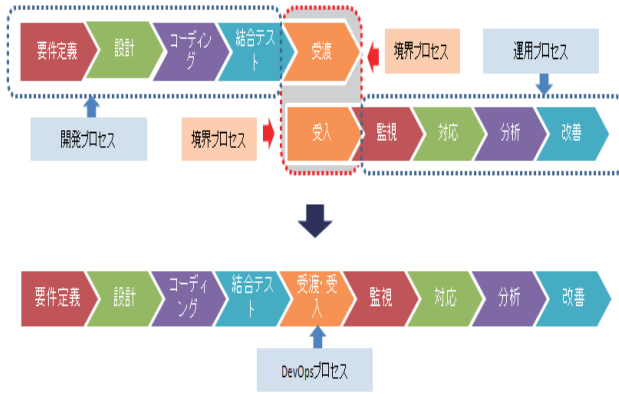 要件定義
設計
コーディン
グ
結合テス
ト
受渡
境界プロセス
運用プロセス
開発プロセス
境界プロセス
受入
監視
対応
分析
改善
要件定義
設計
コーディ
ング
結合テス
ト
受渡・受
入
監視
対応
分析
改善
DevOpsプロセス